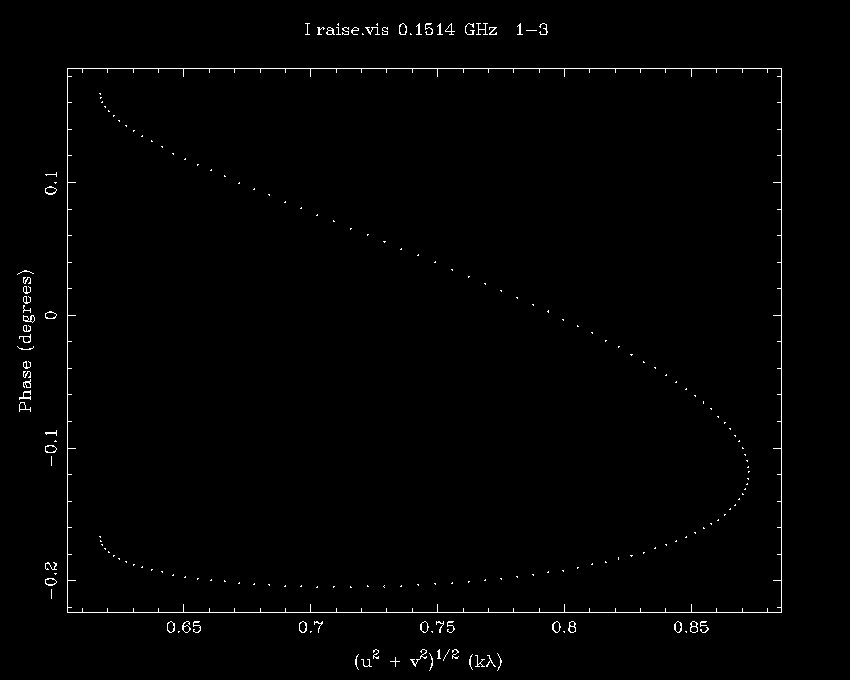 I raise.vis 0.1514 GHz 1−3
0.1
0
−0.1
−0.2
Phase (degrees)
0.65 0.7 0.75 0.8 0.85
(u² + v²)¹/² (kλ)